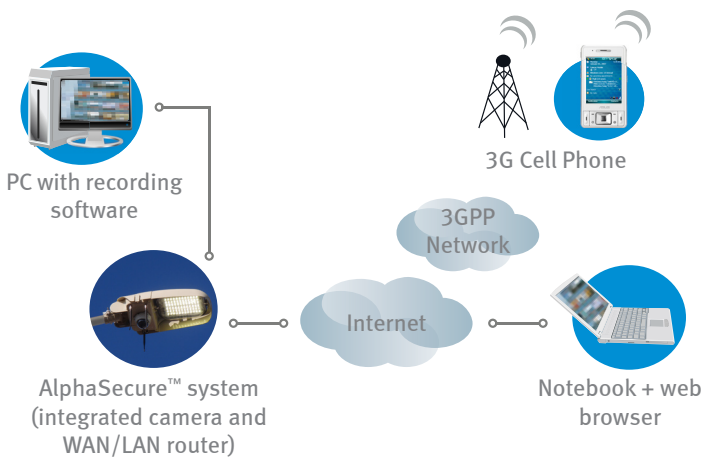 3G Cell Phone
PC with recording
software
3GPP
Network
Internet
AlphaSecure™ system
(integrated camera and
WAN/LAN router)
Notebook + web
browser